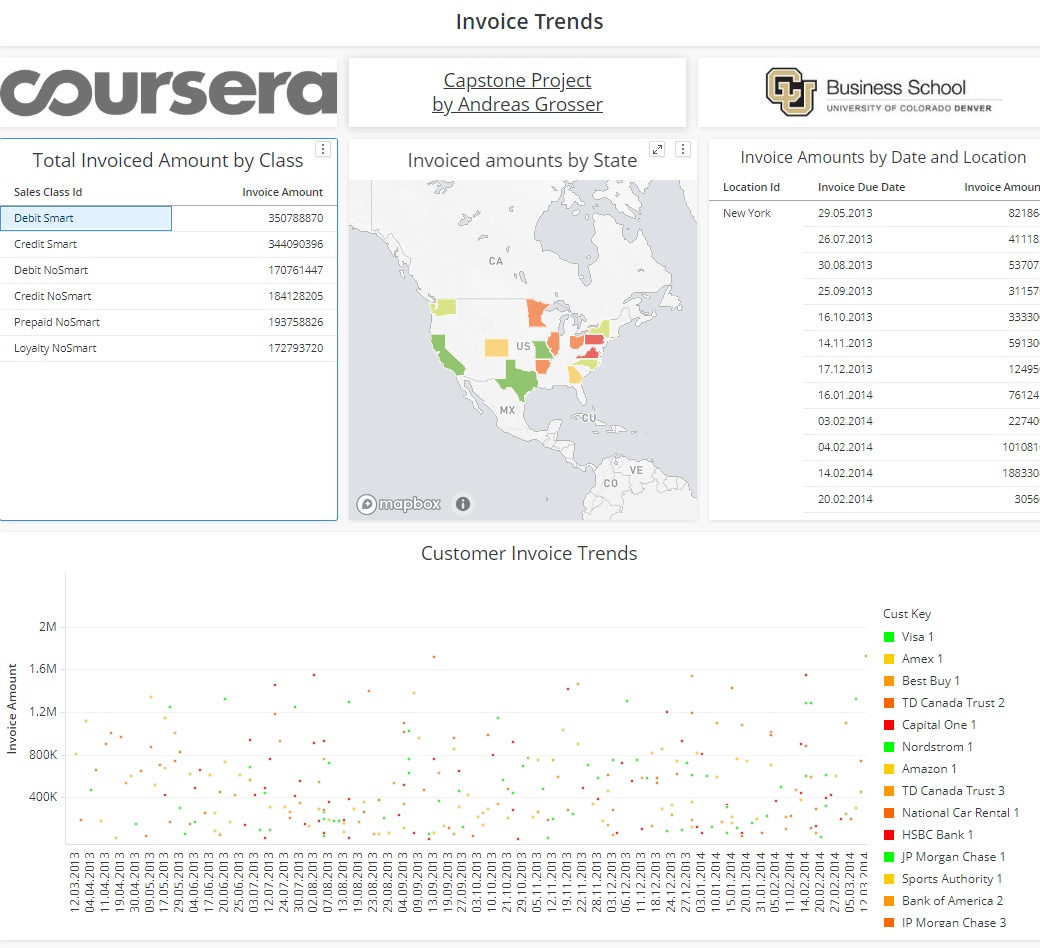 Invoice Trends
coursera
Capstone Project
by Andreas Grosser
CU
Business School
UNIVERSITY OF COLORADO DENVER
Total Invoiced Amount by Class
Sales Class Id Invoice Amount
Debit Smart 350788870
Credit Smart 344090396
Debit NoSmart 170761447
Credit NoSmart 184128205
Prepaid NoSmart 193758826
Loyalty NoSmart 172793720
Invoiced amounts by State
CA
US
MX
CU
VE
CO
mapbox
Invoice Amounts by Date and Location
Location Id Invoice Due Date Invoice Amoun
New York 29.05.2013 82186
26.07.2013 41118
30.08.2013 53707
25.09.2013 31157
16.10.2013 33330
14.11.2013 59130
17.12.2013 12495
16.01.2014 76124
03.02.2014 22740
04.02.2014 101081
14.02.2014 188330
20.02.2014 3056
Customer Invoice Trends
Invoice Amount
2M
1.6M
1.2M
800K
400K
12.03.2013
04.04.2013
11.04.2013
19.04.2013
30.04.2013
09.05.2013
17.05.2013
29.05.2013
04.06.2013
17.06.2013
20.06.2013
25.06.2013
03.07.2013
12.07.2013
24.07.2013
30.07.2013
02.08.2013
07.08.2013
13.08.2013
18.08.2013
23.08.2013
29.08.2013
04.09.2013
09.09.2013
13.09.2013
19.09.2013
27.09.2013
03.10.2013
10.10.2013
21.10.2013
29.10.2013
05.11.2013
11.11.2013
19.11.2013
22.11.2013
28.11.2013
03.12.2013
06.12.2013
11.12.2013
18.12.2013
24.12.2013
27.12.2013
03.01.2014
10.01.2014
15.01.2014
20.01.2014
31.01.2014
05.02.2014
11.02.2014
14.02.2014
20.02.2014
27.02.2014
05.03.2014
12.03.2014
Cust Key
Visa 1
Amex 1
Best Buy 1
TD Canada Trust 2
Capital One 1
Nordstrom 1
Amazon 1
TD Canada Trust 3
National Car Rental 1
HSBC Bank 1
JP Morgan Chase 1
Sports Authority 1
Bank of America 2
JP Morgan Chase 3